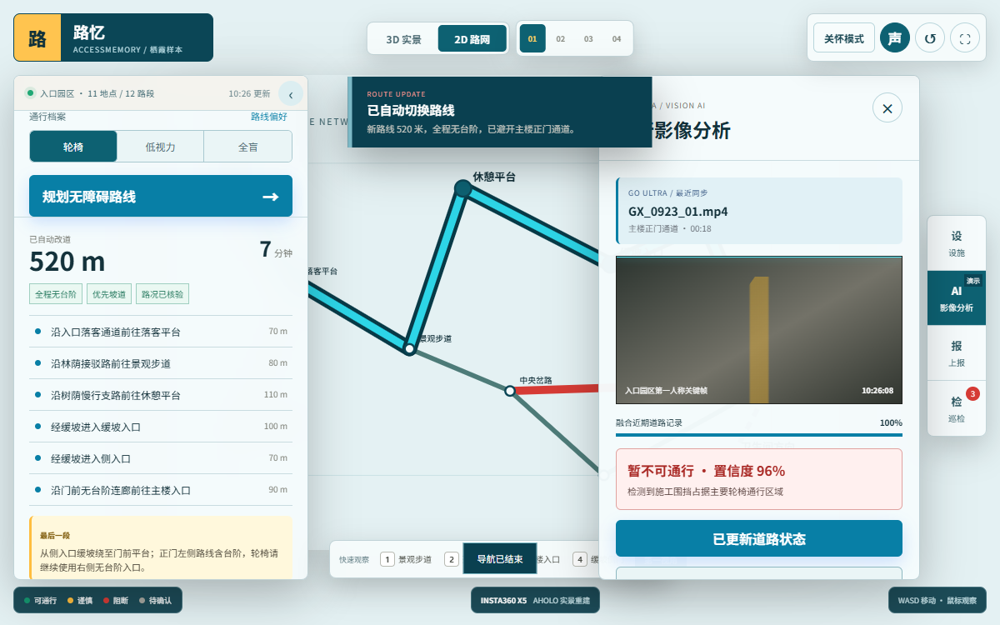 路
路忆
ACCESSMEMORY / 栖霞样本
3D 实景
2D 路网
01
02
03
04
关怀模式
声
↺
入口园区 · 11 地点 / 12 路段
10:26 更新
‹
通行档案
路线偏好
轮椅
低视力
全盲
规划无障碍路线 →
已自动改道
520 m
7 分钟
全程无台阶
优先坡道
路况已核验
沿入口落客通道前往落客平台
70 m
沿林荫接驳路前往景观步道
80 m
沿树荫慢行支路前往休憩平台
110 m
经缓坡进入缓坡入口
100 m
经缓坡进入侧入口
70 m
沿门前无台阶连廊前往主楼入口
90 m
最后一段
从侧入口缓坡绕至门前平台；正门左侧路线含台阶，轮椅请
继续使用右侧无台阶入口。
E NETW
ROUTE UPDATE
已自动切换路线
新路线 520 米，全程无台阶，已避开主楼正门通道。
休憩平台
落客平台
景观步道
中央岔路
快速观察
1 景观步道
2
导航已结束
楼入口
4 缓
A / VISION AI
影像分析
✕
GO ULTRA / 最近同步
GX_0923_01.mp4
主楼正门通道 · 00:18
入口园区第一人称关键帧
10:26:08
融合近期道路记录
100%
暂不可通行 · 置信度 96%
检测到施工围挡占据主要轮椅通行区域
已更新道路状态
设
设施
演示
AI
影像分析
报
上报
3
检
巡检
可通行
谨慎
阻断
待确认
INSTA360 X5 AHOLO 实景重建
WASD 移动 · 鼠标观察